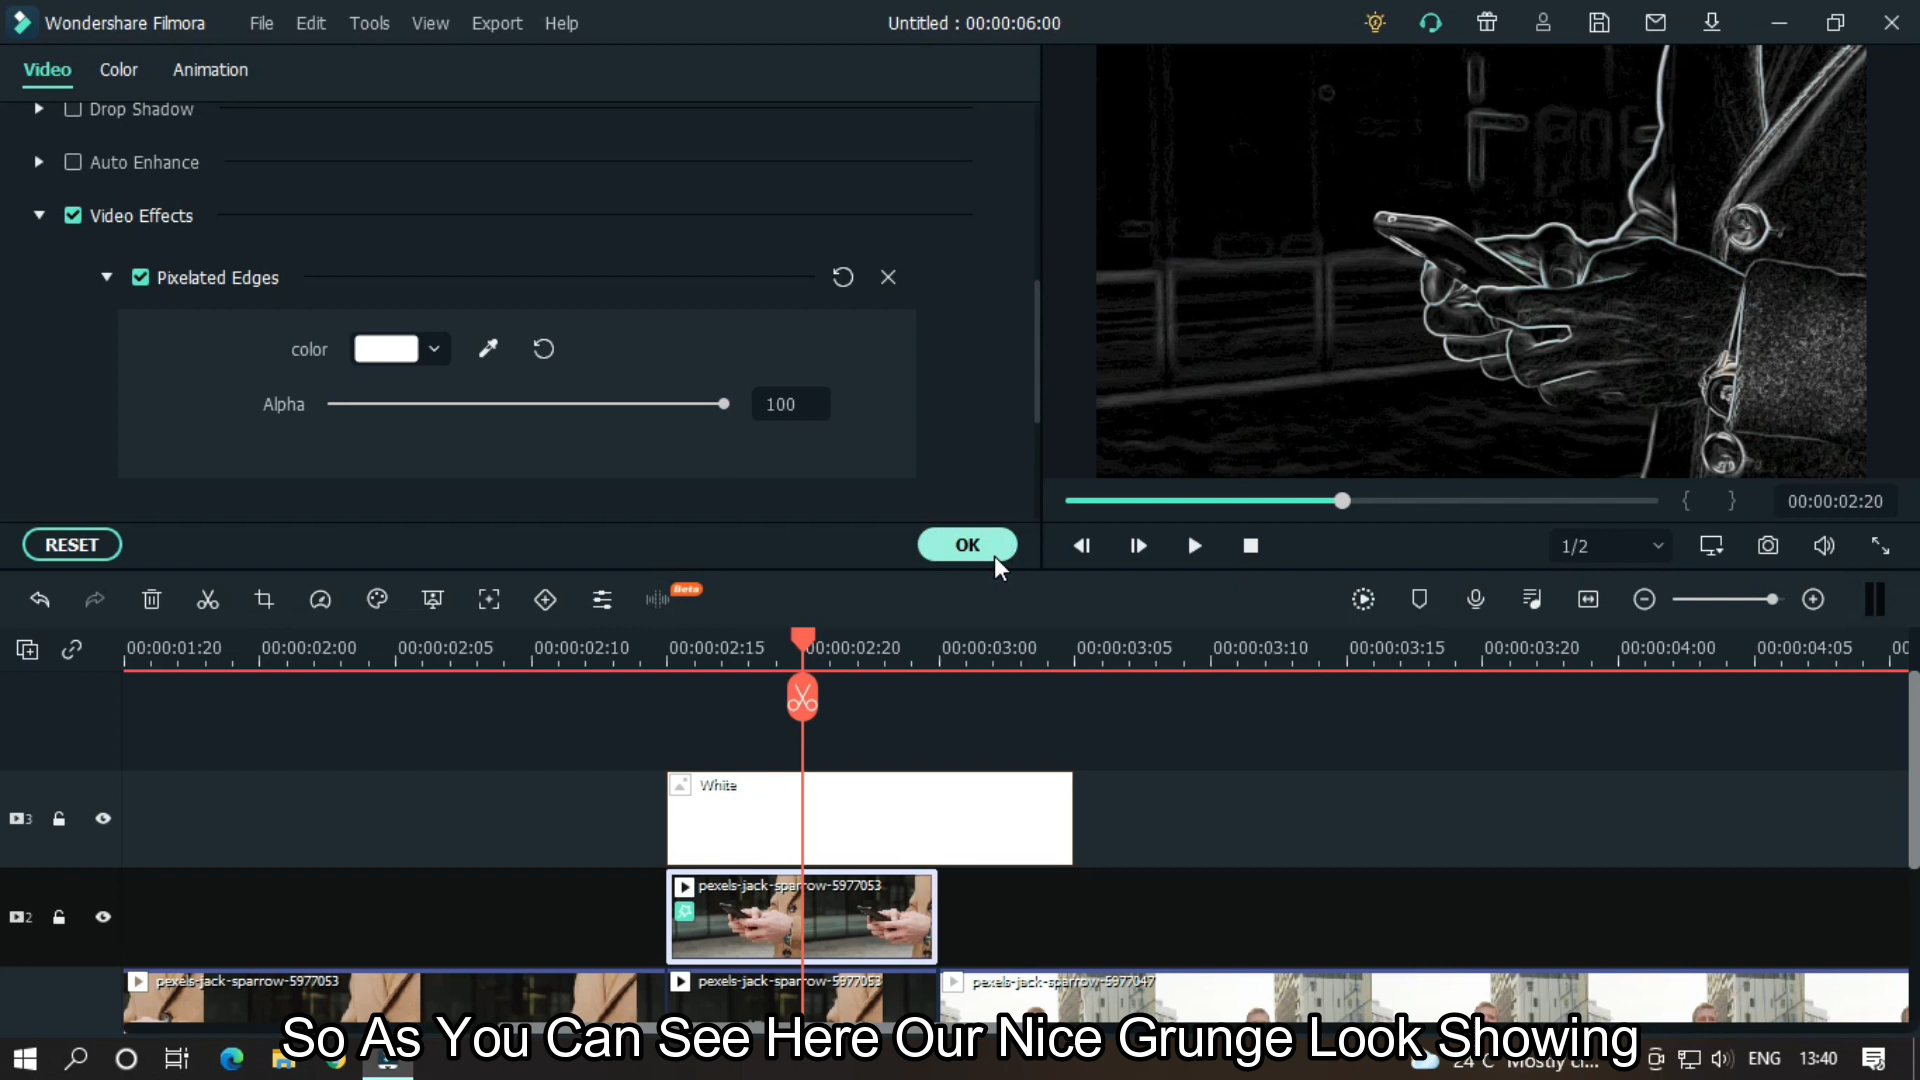 Wondershare Filmora File Edit Tools View Export Help Untitled : 00:00:06:00
Video Color Animation
Drop Shadow
Auto Enhance
Video Effects
Pixelated Edges
color
Alpha 100
00:00:02:20
RESET OK 1/2
Beta
00:00:01:20 00:00:02:00 00:00:02:05 00:00:02:10 00:00:02:15 00:00:02:20 00:00:03:00 00:00:03:05 00:00:03:10 00:00:03:15 00:00:03:20 00:00:04:00 00:00:04:05 00
White
3
pexels-jack-sparrow-5977053
2
pexels-jack-sparrow-5977053 pexels-jack-sparrow-5977053 pexels-jack-sparrow-5977047
So As You Can See Here Our Nice Grunge Look Showing
24°C Mostly cl... ENG 13:40